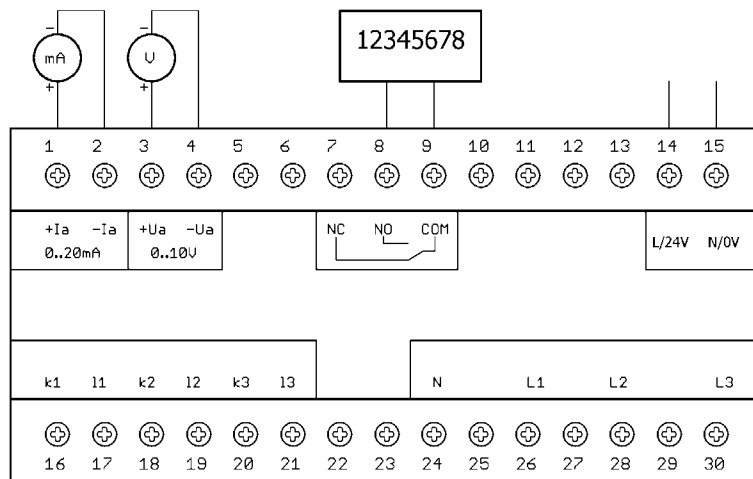 12345678
- -
mA V
+ +
1 2 3 4 5 6 7 8 9 10 11 12 13 14 15
+Ia -Ia +Ua -Ua NC NO COM
0..20mA 0..10V L/24V N/0V
k1 l1 k2 l2 k3 l3 N L1 L2 L3
16 17 18 19 20 21 22 23 24 25 26 27 28 29 30